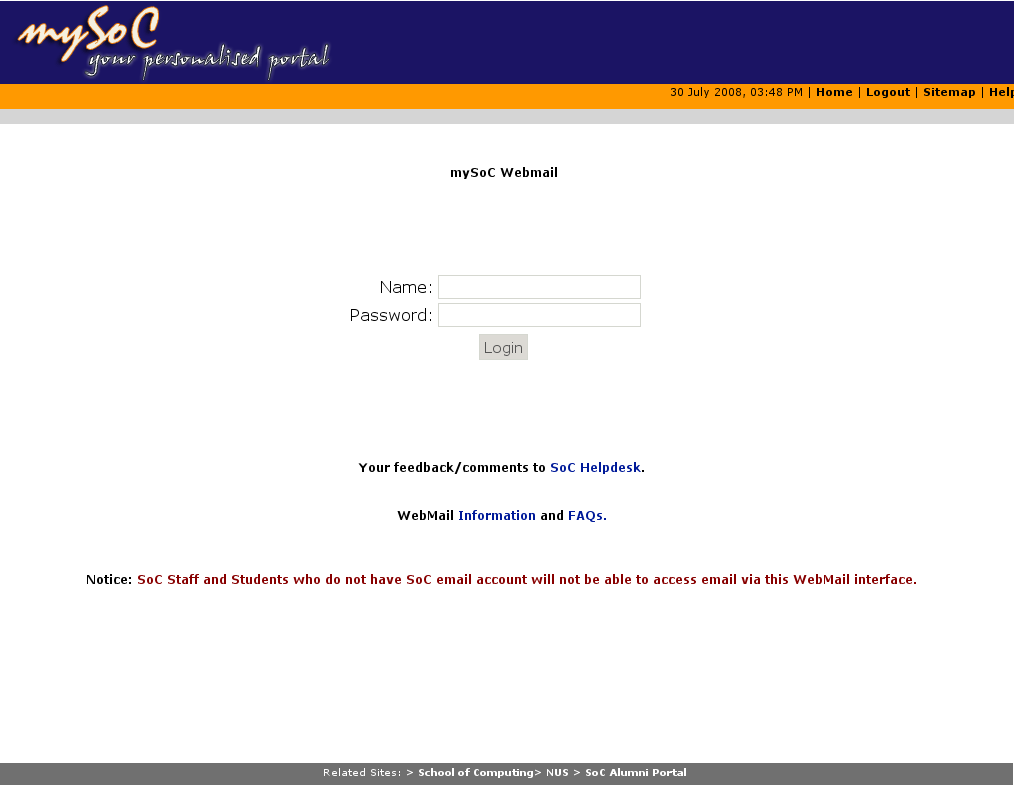 mySoC
your personalised portal
30 July 2008, 03:48 PM | Home | Logout | Sitemap | Help
mySoC Webmail
Name:
Password:
Login
Your feedback/comments to SoC Helpdesk.
WebMail Information and FAQs.
Notice: SoC Staff and Students who do not have SoC email account will not be able to access email via this WebMail interface.
Related Sites: > School of Computing> NUS > SoC Alumni Portal